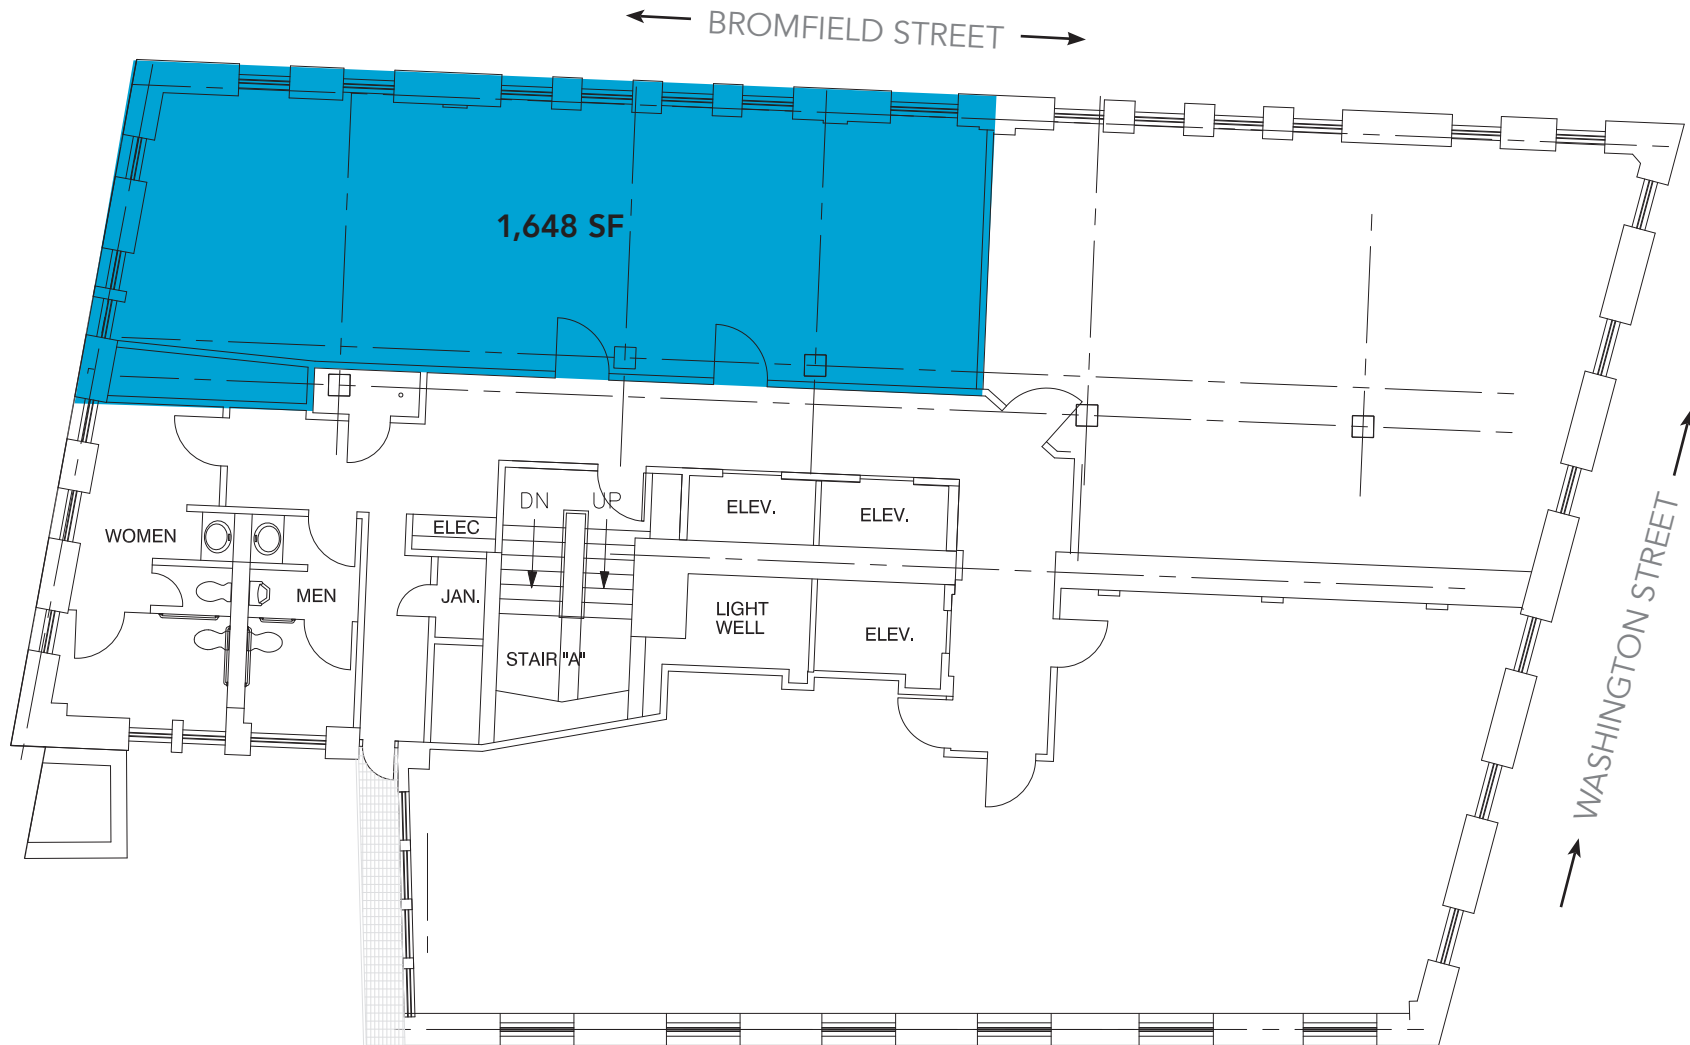 BROMFIELD STREET
1,648 SF
DN
UP
ELEV.
ELEV.
ELEC
WOMEN
MEN
JAN.
LIGHT
WELL
ELEV.
STAIR "A"
WASHINGTON STREET